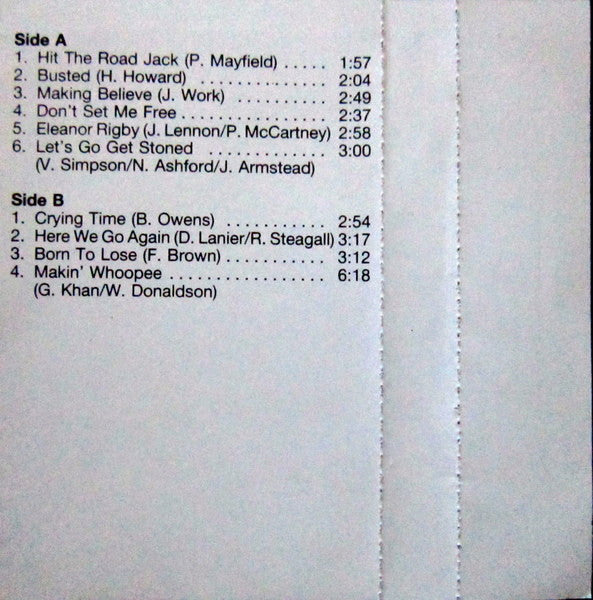 Side A
1. Hit The Road Jack (P. Mayfield) ..... 1:57
2. Busted (H. Howard) .............. 2:04
3. Making Believe (J. Work) .......... 2:49
4. Don't Set Me Free ................ 2:37
5. Eleanor Rigby (J. Lennon/P. McCartney) 2:58
6. Let's Go Get Stoned ............. 3:00
(V. Simpson/N. Ashford/J. Armstead)
Side B
1. Crying Time (B. Owens) ........... 2:54
2. Here We Go Again (D. Lanier/R. Steagall) 3:17
3. Born To Lose (F. Brown) ........... 3:12
4. Makin' Whoopee ................. 6:18
(G. Khan/W. Donaldson)